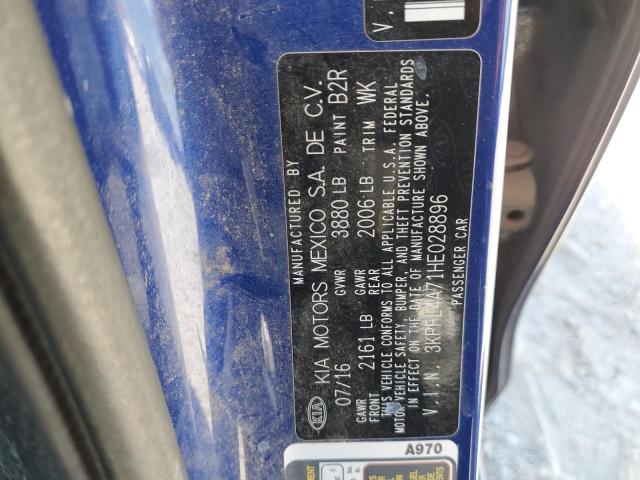 MANUFACTURED BY
KIA KIA MOTORS MEXICO S.A. DE C.V.
07/16 GVWR 3880 LB PAINT B2R
GAWR FRONT 2161 LB GAWR REAR 2006 LB TRIM WK
THIS VEHICLE CONFORMS TO ALL APPLICABLE U.S.A. FEDERAL
MOTOR VEHICLE SAFETY, BUMPER, AND THEFT PREVENTION STANDARDS
IN EFFECT ON THE DATE OF MANUFACTURE SHOWN ABOVE.
V.I.N. 3KPFL4A71HE028896
PASSENGER CAR
V.
A970